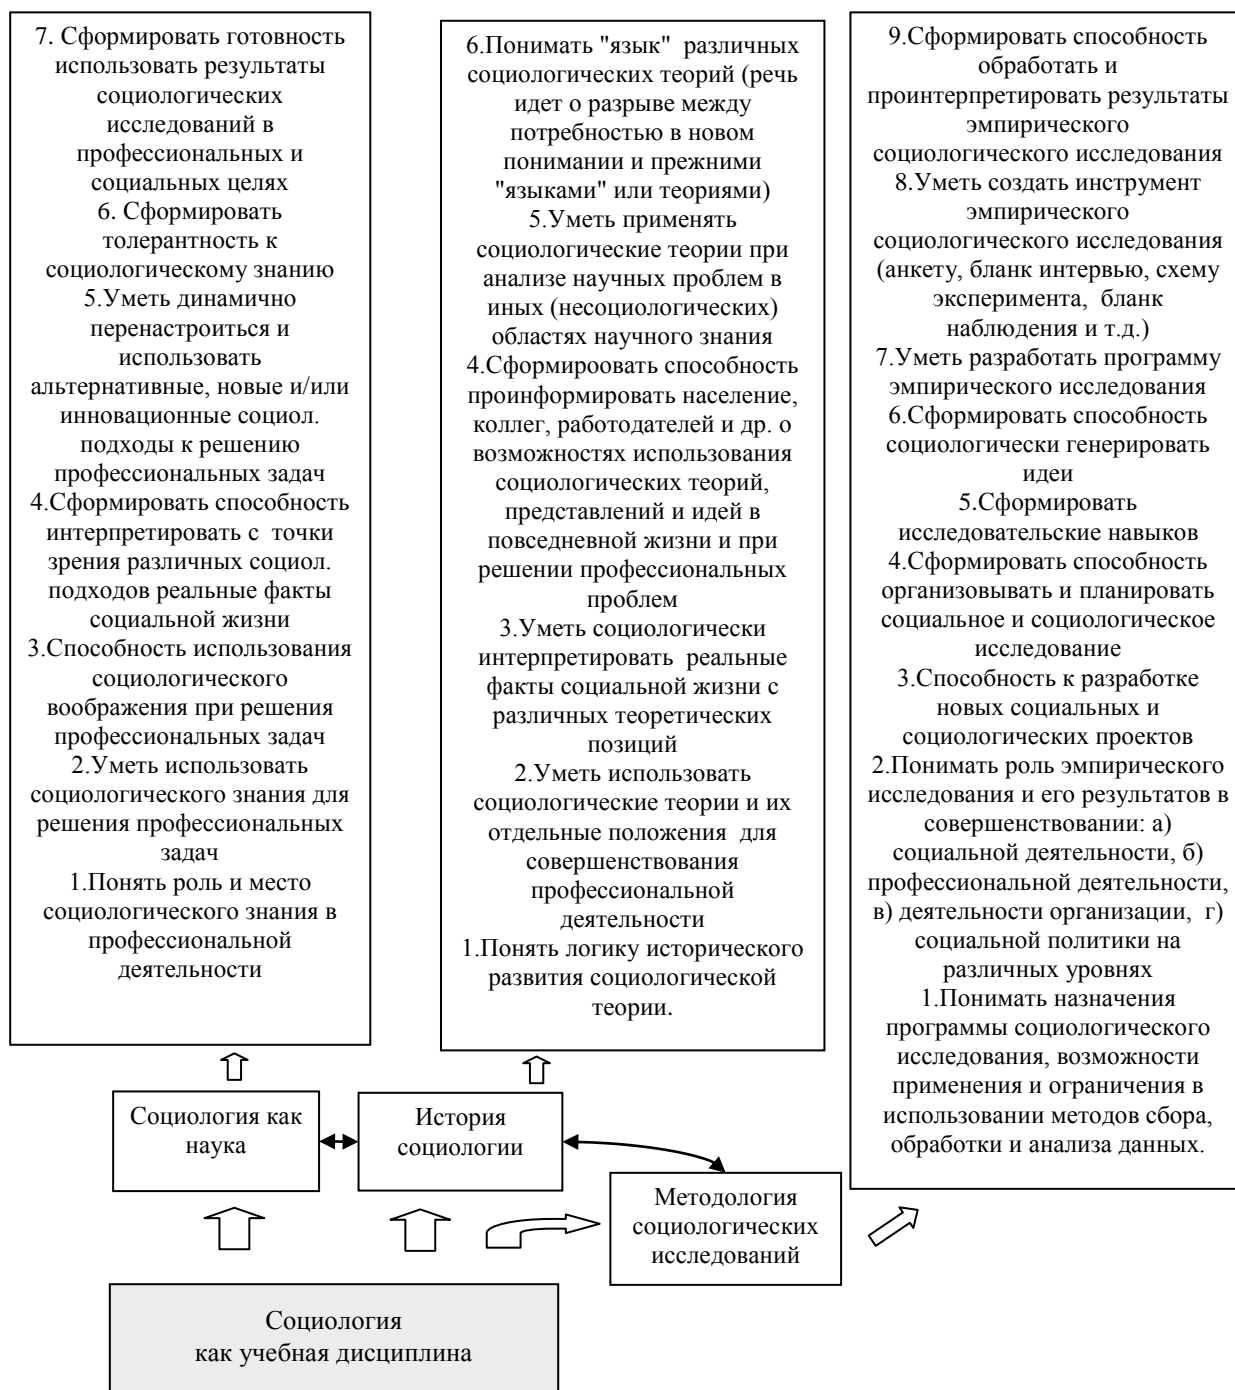 7. Сформировать готовность
использовать результаты
социологических
исследований в
профессиональных и
социальных целях
6. Сформировать
толерантность к
социологическому знанию
5.Уметь динамично
перенастроиться и
использовать
альтернативные, новые и/или
инновационные социол.
подходы к решению
профессиональных задач
4.Сформировать способность
интерпретировать с точки
зрения различных социол.
подходов реальные факты
социальной жизни
3.Способность использования
социологического
воображения при решения
профессиональных задач
2.Уметь использовать
социологического знания для
решения профессиональных
задач
1.Понять роль и место
социологического знания в
профессиональной
деятельности
6.Понимать "язык" различных
социологических теорий (речь
идет о разрыве между
потребностью в новом
понимании и прежними
"языками" или теориями)
5.Уметь применять
социологические теории при
анализе научных проблем в
иных (несоциологических)
областях научного знания
4.Сформироовать способность
проинформировать население,
коллег, работодателей и др. о
возможностях использования
социологических теорий,
представлений и идей в
повседневной жизни и при
решении профессиональных
проблем
3.Уметь социологически
интерпретировать реальные
факты социальной жизни с
различных теоретических
позиций
2.Уметь использовать
социологические теории и их
отдельные положения для
совершенствования
профессиональной
деятельности
1.Понять логику исторического
развития социологической
теории.
9.Сформировать способность
обработать и
проинтерпретировать результаты
эмпирического
социологического исследования
8.Уметь создать инструмент
эмпирического
социологического исследования
(анкету, бланк интервью, схему
эксперимента, бланк
наблюдения и т.д.)
7.Уметь разработать программу
эмпирического исследования
6.Сформировать способность
социологически генерировать
идеи
5.Сформировать
исследовательские навыков
4.Сформировать способность
организовывать и планировать
социальное и социологическое
исследование
3.Способность к разработке
новых социальных и
социологических проектов
2.Понимать роль эмпирического
исследования и его результатов в
совершенствовании: а)
социальной деятельности, б)
профессиональной деятельности,
в) деятельности организации, г)
социальной политики на
различных уровнях
1.Понимать назначения
программы социологического
исследования, возможности
применения и ограничения в
использовании методов сбора,
обработки и анализа данных.
Социология как
наука
История
социологии
Методология
социологических
исследований
Социология
как учебная дисциплина